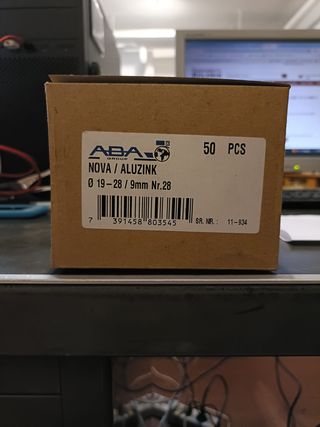 ABA
GROUP
50 PCS
NOVA / ALUZINK
Ø 19-28 / 9mm Nr.28
7 391458 803545
SR. NR.: 11-934